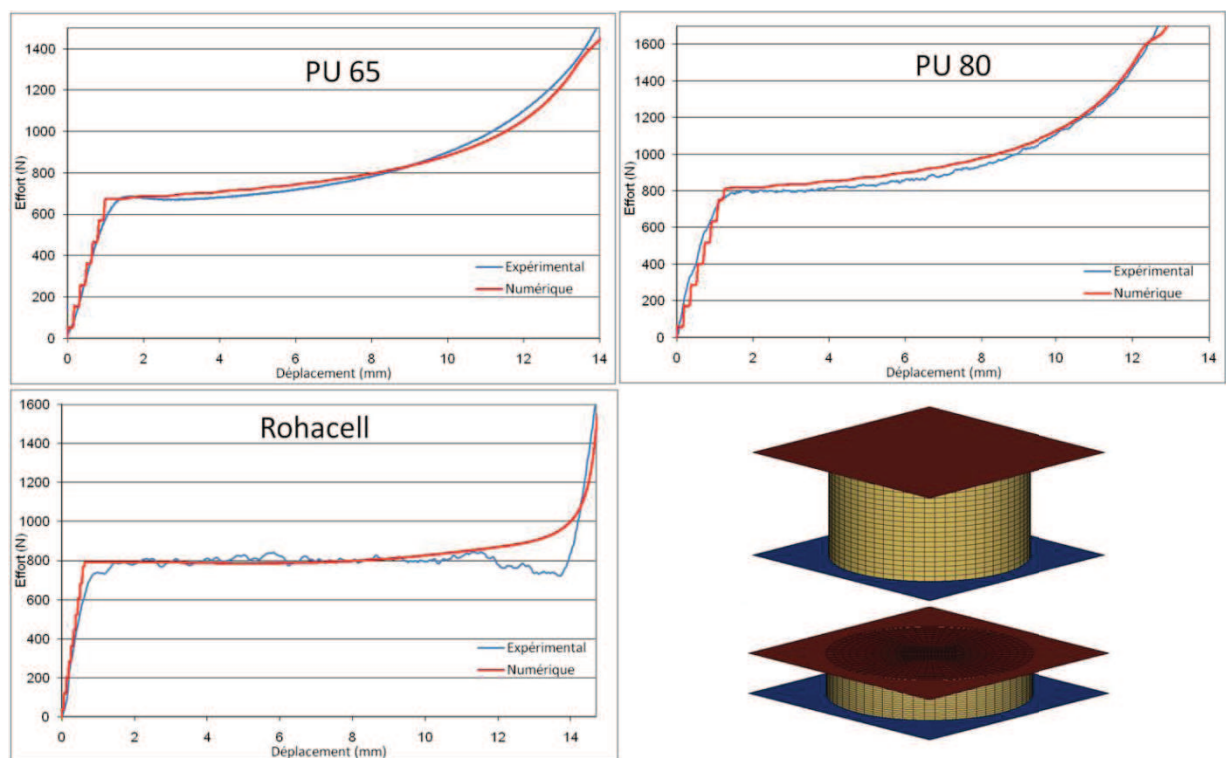 PU 65
Effort (N)
1400
1200
1000
800
600
400
200
0
0 2 4 6 8 10 12 14
Déplacement (mm)
Expérimental
Numérique
PU 80
Effort (N)
1600
1400
1200
1000
800
600
400
200
0
0 2 4 6 8 10 12 14
Déplacement (mm)
Expérimental
Numérique
Rohacell
Effort (N)
1600
1400
1200
1000
800
600
400
200
0
0 2 4 6 8 10 12 14
Déplacement (mm)
Expérimental
Numérique